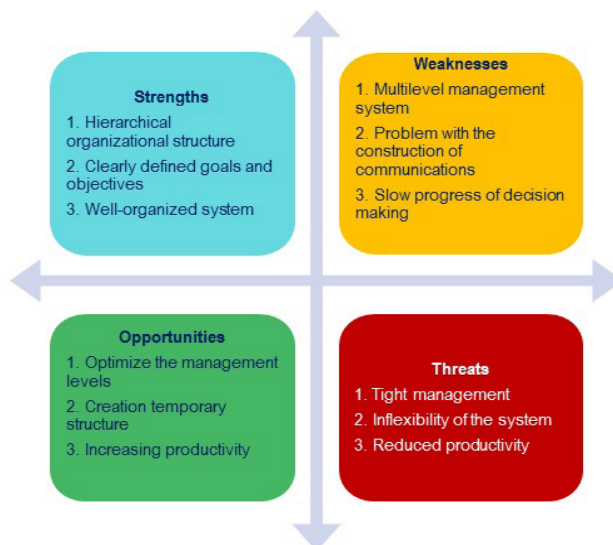 Strengths
1. Hierarchical
organizational structure
2. Clearly defined goals and
objectives
3. Well-organized system
Weaknesses
1. Multilevel management
system
2. Problem with the
construction of
communications
3. Slow progress of decision
making
Opportunities
1. Optimize the management
levels
2. Creation temporary
structure
3. Increasing productivity
Threats
1. Tight management
2. Inflexibility of the system
3. Reduced productivity